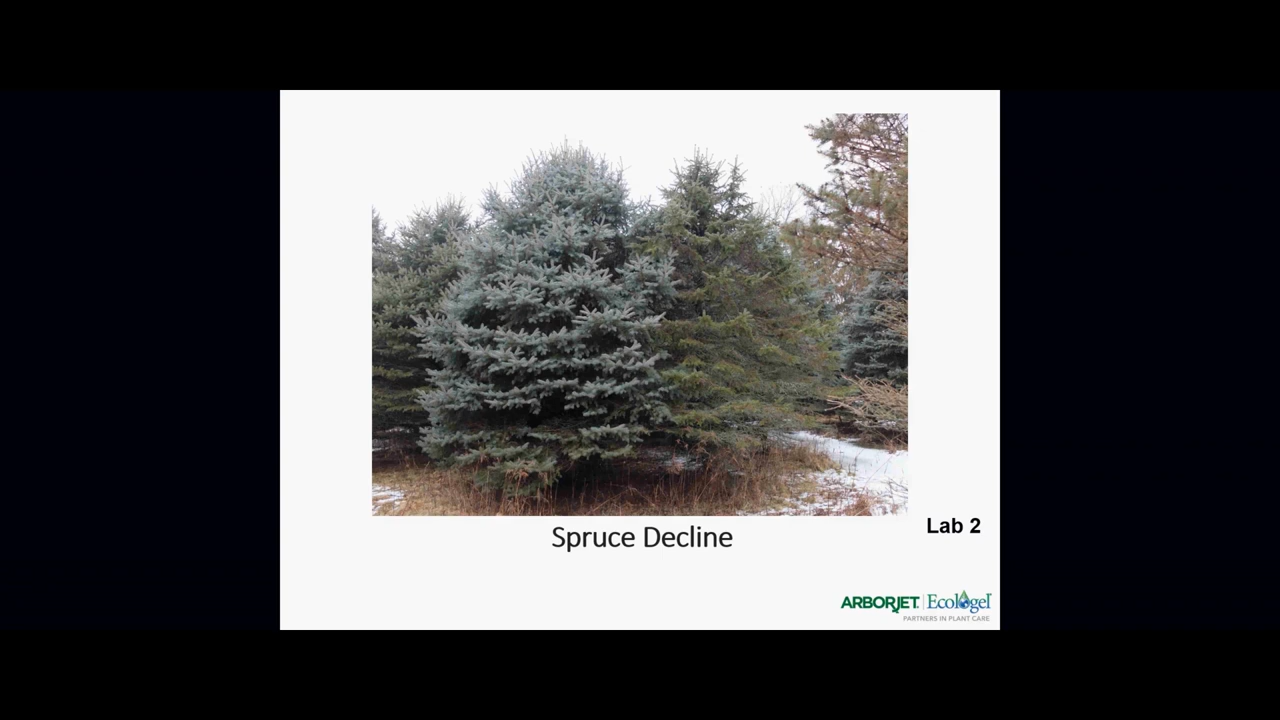 Spruce Decline
Lab 2
ARBORJET | Ecologel
PARTNERS IN PLANT CARE